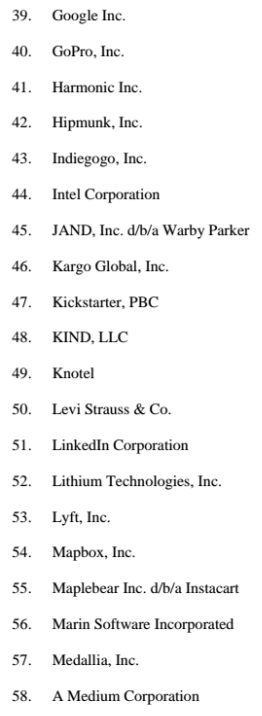 39. Google Inc.
40. GoPro, Inc.
41. Harmonic Inc.
42. Hipmunk, Inc.
43. Indiegogo, Inc.
44. Intel Corporation
45. JAND, Inc. d/b/a Warby Parker
46. Kargo Global, Inc.
47. Kickstarter, PBC
48. KIND, LLC
49. Knotel
50. Levi Strauss & Co.
51. LinkedIn Corporation
52. Lithium Technologies, Inc.
53. Lyft, Inc.
54. Mapbox, Inc.
55. Maplebear Inc. d/b/a Instacart
56. Marin Software Incorporated
57. Medallia, Inc.
58. A Medium Corporation